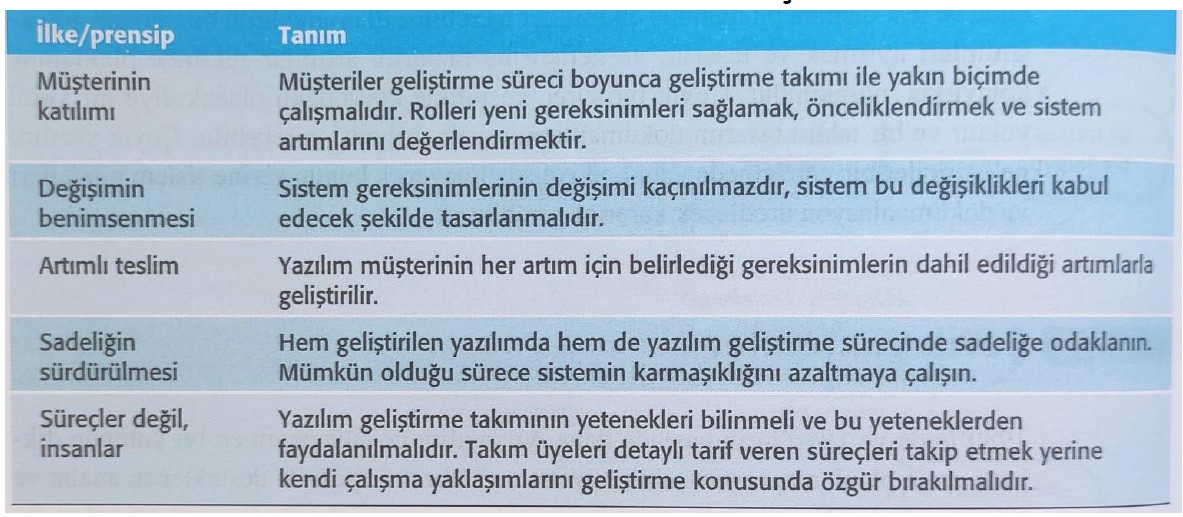 İlke/prensip Tanım
Müşterinin Müşteriler geliştirme süreci boyunca geliştirme takımı ile yakın biçimde
katılımı çalışmalıdır. Rolleri yeni gereksinimleri sağlamak, önceliklendirmek ve sistem
artımlarını değerlendirmektir.
Değişimin Sistem gereksinimlerinin değişimi kaçınılmazdır, sistem bu değişiklikleri kabul
benimsenmesi edecek şekilde tasarlanmalıdır.
Artımlı teslim Yazılım müşterinin her artım için belirlediği gereksinimlerin dahil edildiği artımlarla
geliştirilir.
Sadeliğin Hem geliştirilen yazılımda hem de yazılım geliştirme sürecinde sadeliğe odaklanın.
sürdürülmesi Mümkün olduğu sürece sistemin karmaşıklığını azaltmaya çalışın.
Süreçler değil, Yazılım geliştirme takımının yetenekleri bilinmeli ve bu yeteneklerden
insanlar faydalanılmalıdır. Takım üyeleri detaylı tarif veren süreçleri takip etmek yerine
kendi çalışma yaklaşımlarını geliştirme konusunda özgür bırakılmalıdır.